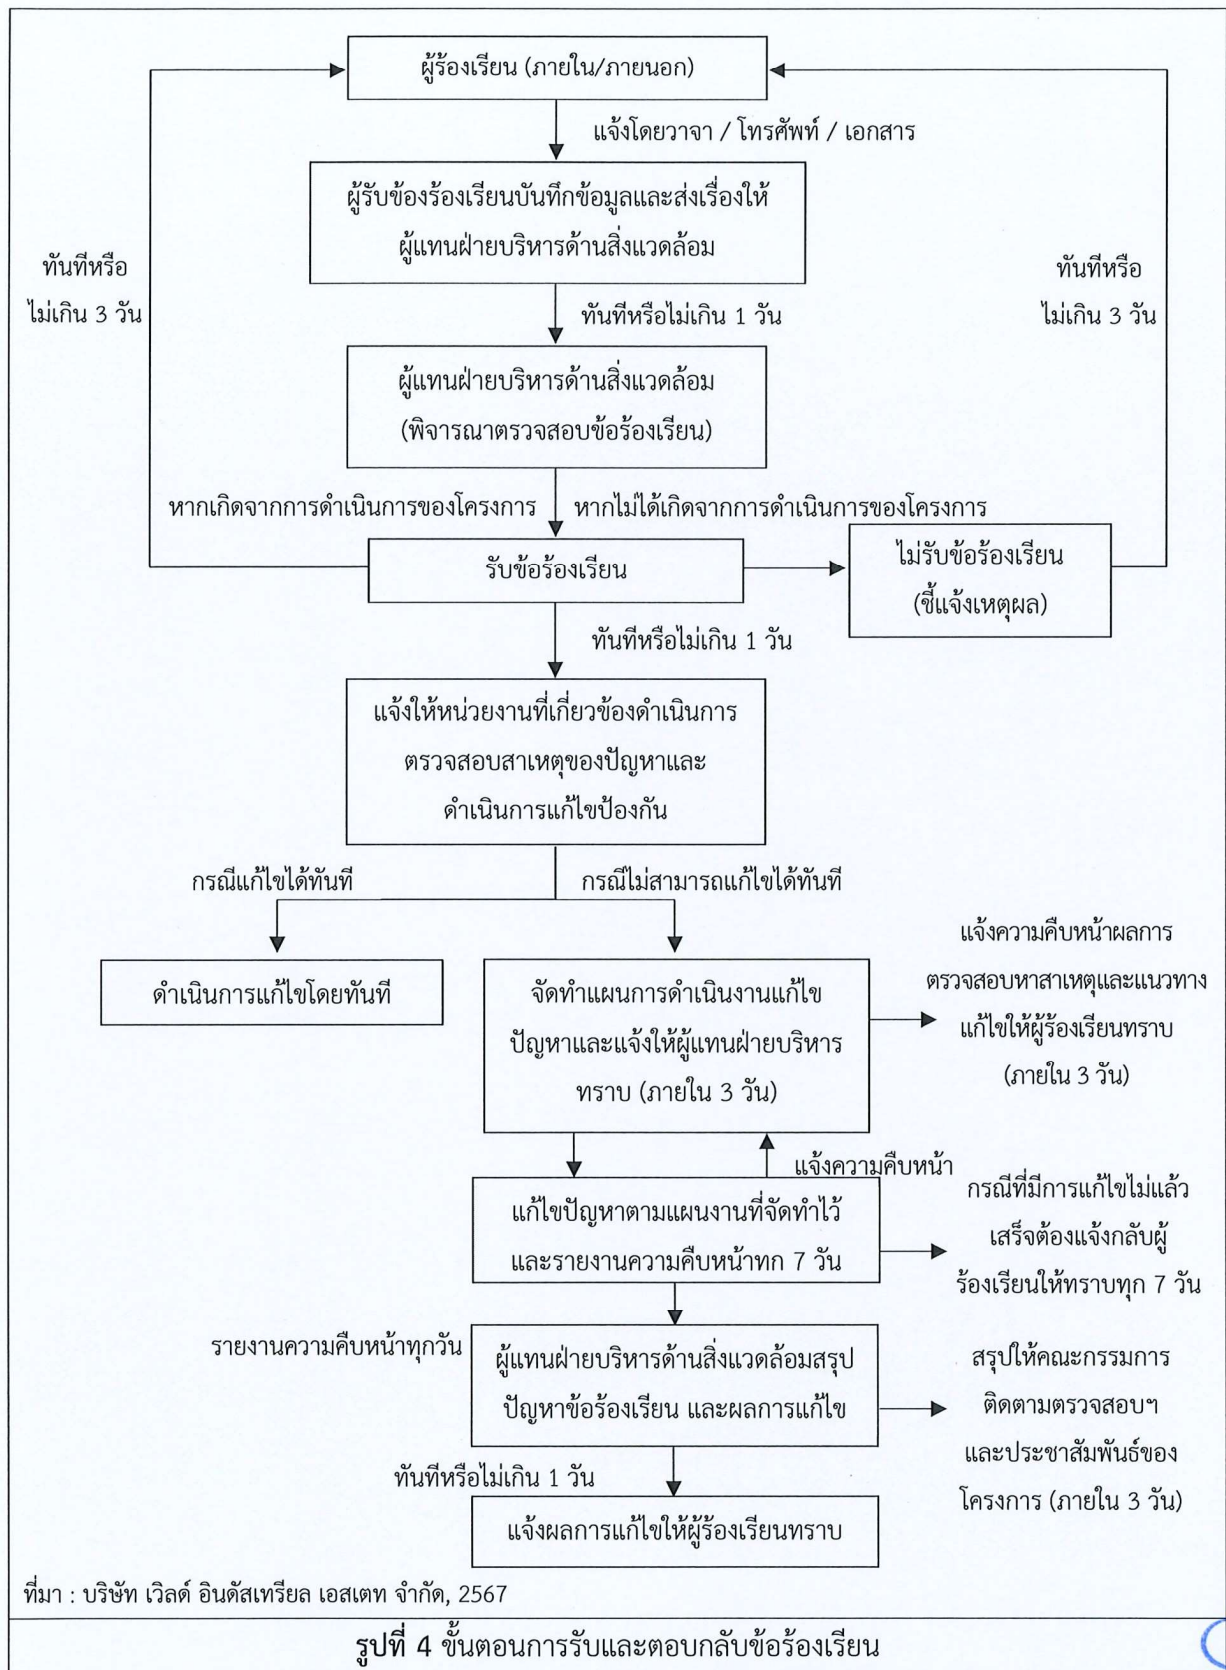 ผู้ร้องเรียน (ภายใน/ภายนอก)
แจ้งโดยวาจา / โทรศัพท์ / เอกสาร
ผู้รับข้องร้องเรียนบันทึกข้อมูลและส่งเรื่องให้
ผู้แทนฝ่ายบริหารด้านสิ่งแวดล้อม
ทันทีหรือ
ไม่เกิน 3 วัน
ทันทีหรือ
ไม่เกิน 3 วัน
ทันทีหรือไม่เกิน 1 วัน
ผู้แทนฝ่ายบริหารด้านสิ่งแวดล้อม
(พิจารณาตรวจสอบข้อร้องเรียน)
หากเกิดจากการดำเนินการของโครงการ
หากไม่ได้เกิดจากการดำเนินการของโครงการ
รับข้อร้องเรียน
ไม่รับข้อร้องเรียน
(ชี้แจงเหตุผล)
ทันทีหรือไม่เกิน 1 วัน
แจ้งให้หน่วยงานที่เกี่ยวข้องดำเนินการ
ตรวจสอบสาเหตุของปัญหาและ
ดำเนินการแก้ไขป้องกัน
กรณีแก้ไขได้ทันที
กรณีไม่สามารถแก้ไขได้ทันที
ดำเนินการแก้ไขโดยทันที
จัดทำแผนการดำเนินงานแก้ไข
ปัญหาและแจ้งให้ผู้แทนฝ่ายบริหาร
ทราบ (ภายใน 3 วัน)
แจ้งความคืบหน้าผลการ
ตรวจสอบหาสาเหตุและแนวทาง
แก้ไขให้ผู้ร้องเรียนทราบ
(ภายใน 3 วัน)
แจ้งความคืบหน้า
แก้ไขปัญหาตามแผนงานที่จัดทำไว้
และรายงานความคืบหน้าทก 7 วัน
กรณีที่มีการแก้ไขไม่แล้ว
เสร็จต้องแจ้งกลับผู้
ร้องเรียนให้ทราบทุก 7 วัน
รายงานความคืบหน้าทุกวัน
ผู้แทนฝ่ายบริหารด้านสิ่งแวดล้อมสรุป
ปัญหาข้อร้องเรียน และผลการแก้ไข
สรุปให้คณะกรรมการ
ติดตามตรวจสอบฯ
และประชาสัมพันธ์ของ
โครงการ (ภายใน 3 วัน)
ทันทีหรือไม่เกิน 1 วัน
แจ้งผลการแก้ไขให้ผู้ร้องเรียนทราบ
ที่มา : บริษัท เวิลด์ อินดัสเทรียล เอสเตท จำกัด, 2567
รูปที่ 4 ขั้นตอนการรับและตอบกลับข้อร้องเรียน